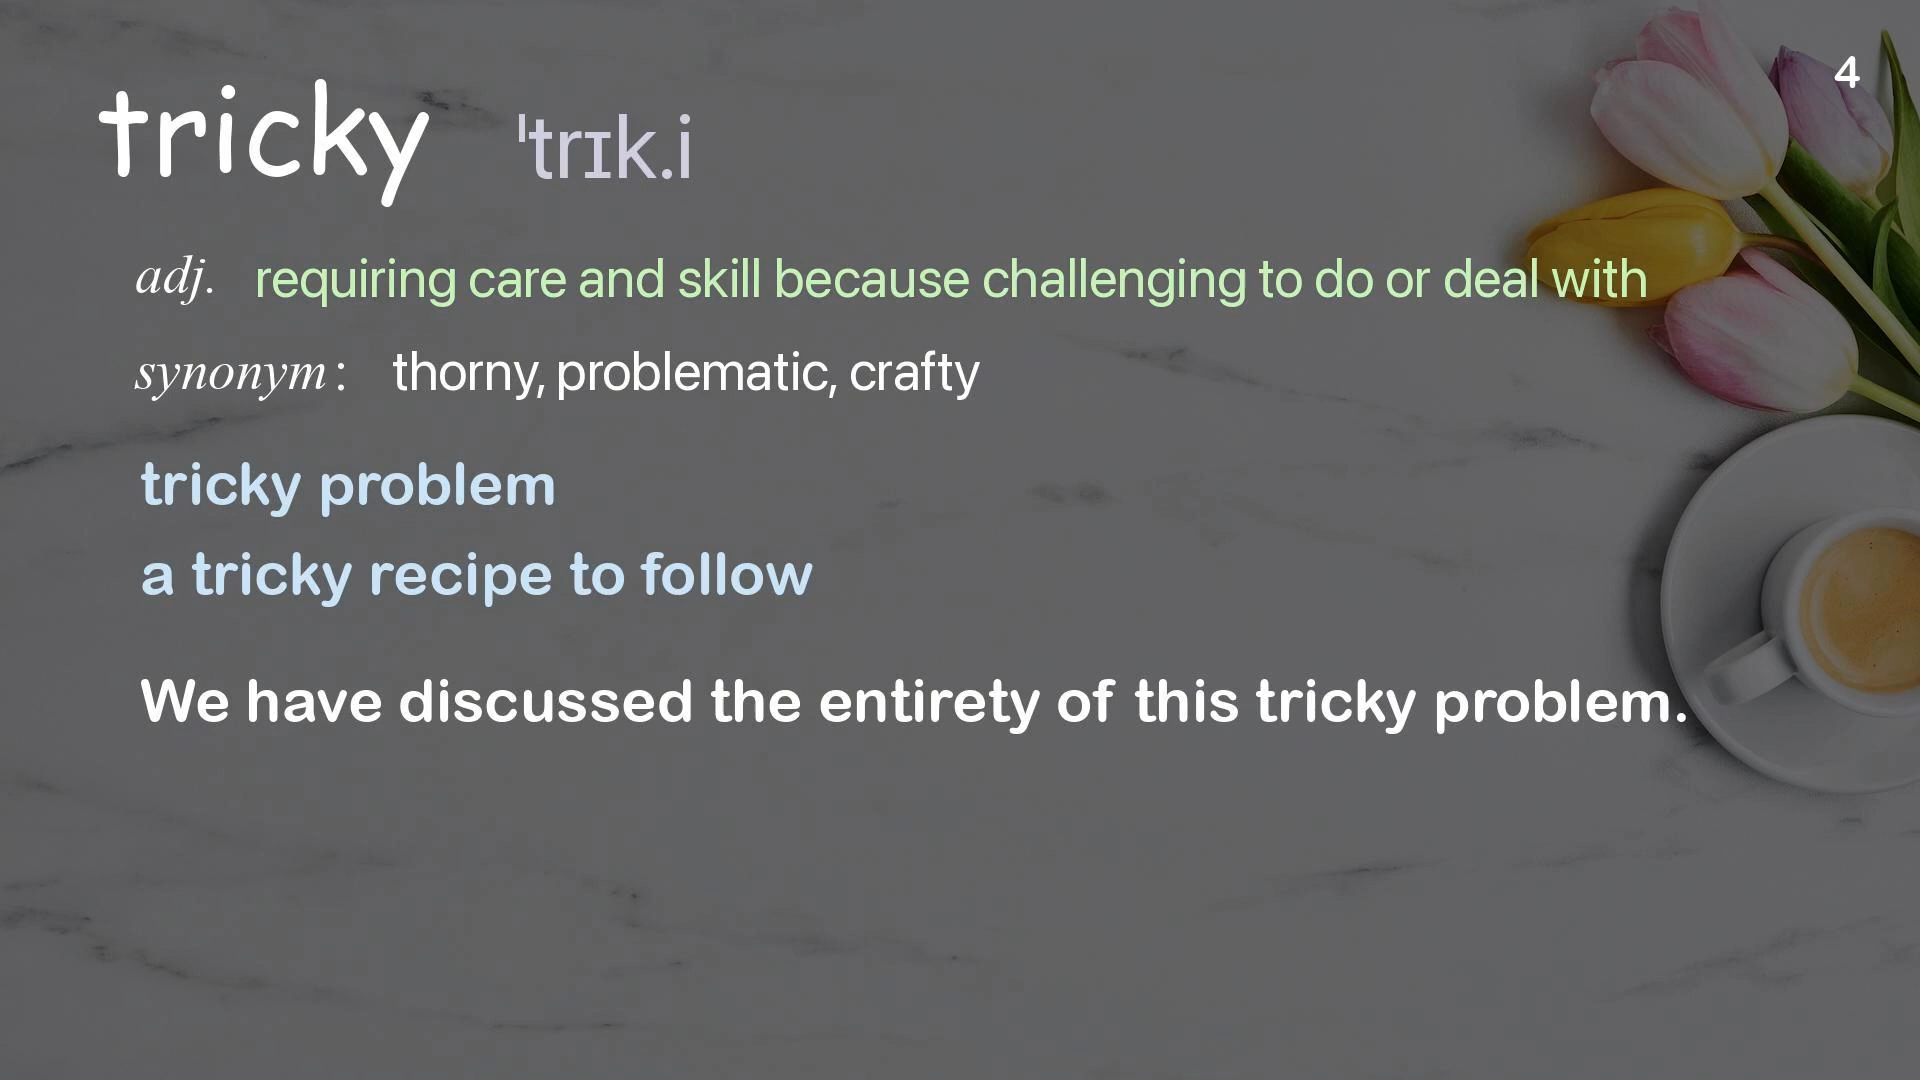 4
tricky ˈtrɪk.i
adj. requiring care and skill because challenging to do or deal with
synonym : thorny, problematic, crafty
tricky problem
a tricky recipe to follow
We have discussed the entirety of this tricky problem.